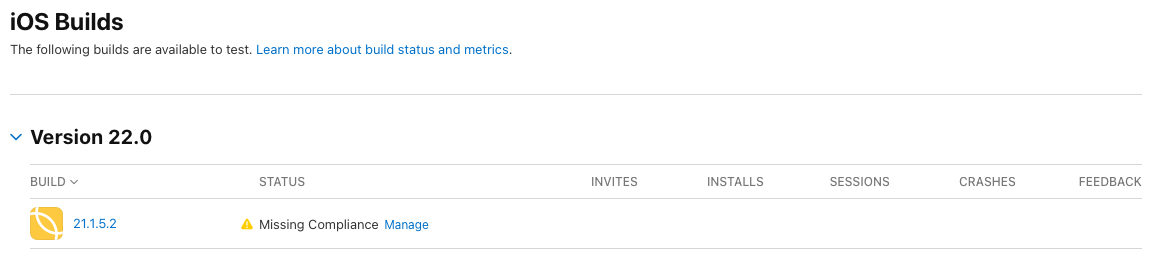 iOS Builds
The following builds are available to test. Learn more about build status and metrics.
Version 22.0
BUILD STATUS INVITES INSTALLS SESSIONS CRASHES FEEDBACK
21.1.5.2 Missing Compliance Manage